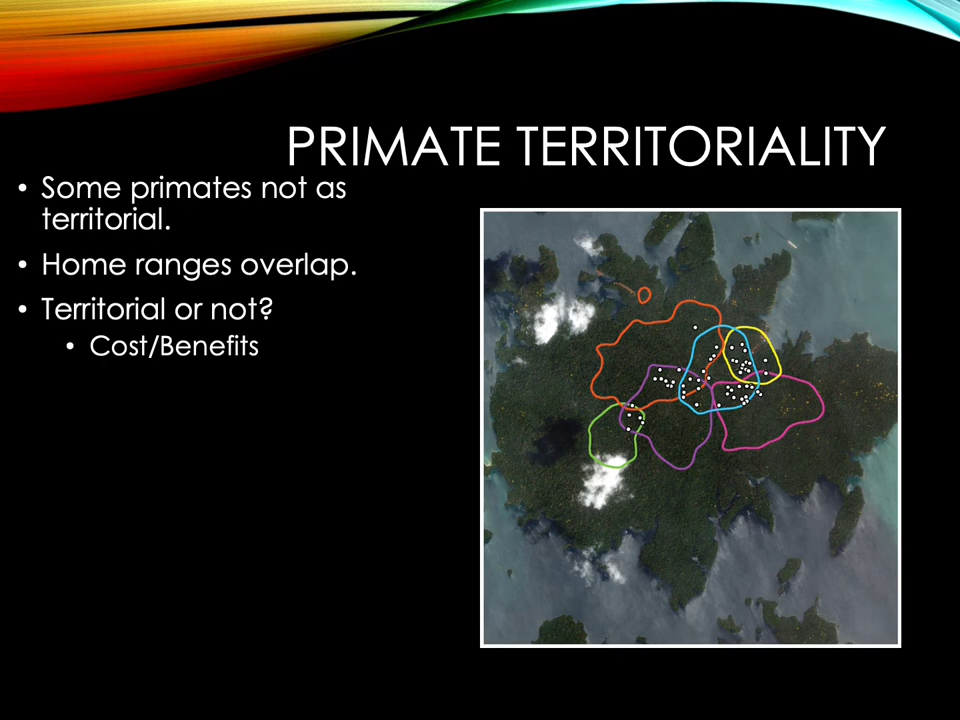 PRIMATE TERRITORIALITY
• Some primates not as
territorial.
• Home ranges overlap.
• Territorial or not?
• Cost/Benefits